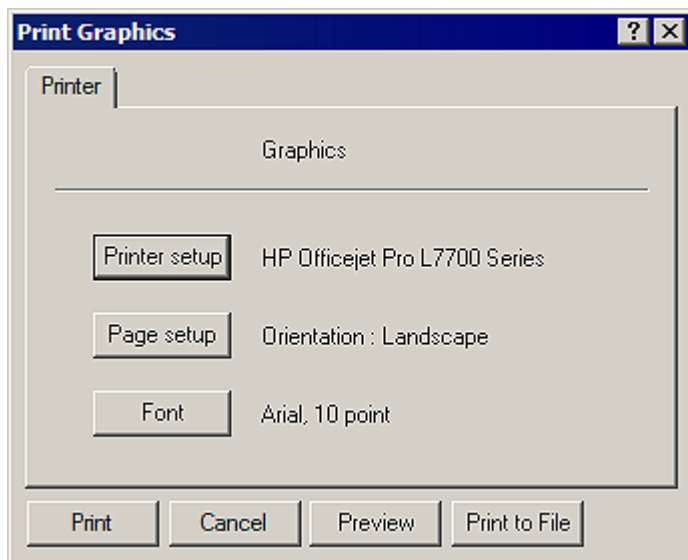 Print Graphics
Printer
Graphics
Printer setup HP Officejet Pro L7700 Series
Page setup Orientation : Landscape
Font Arial, 10 point
Print Cancel Preview Print to File